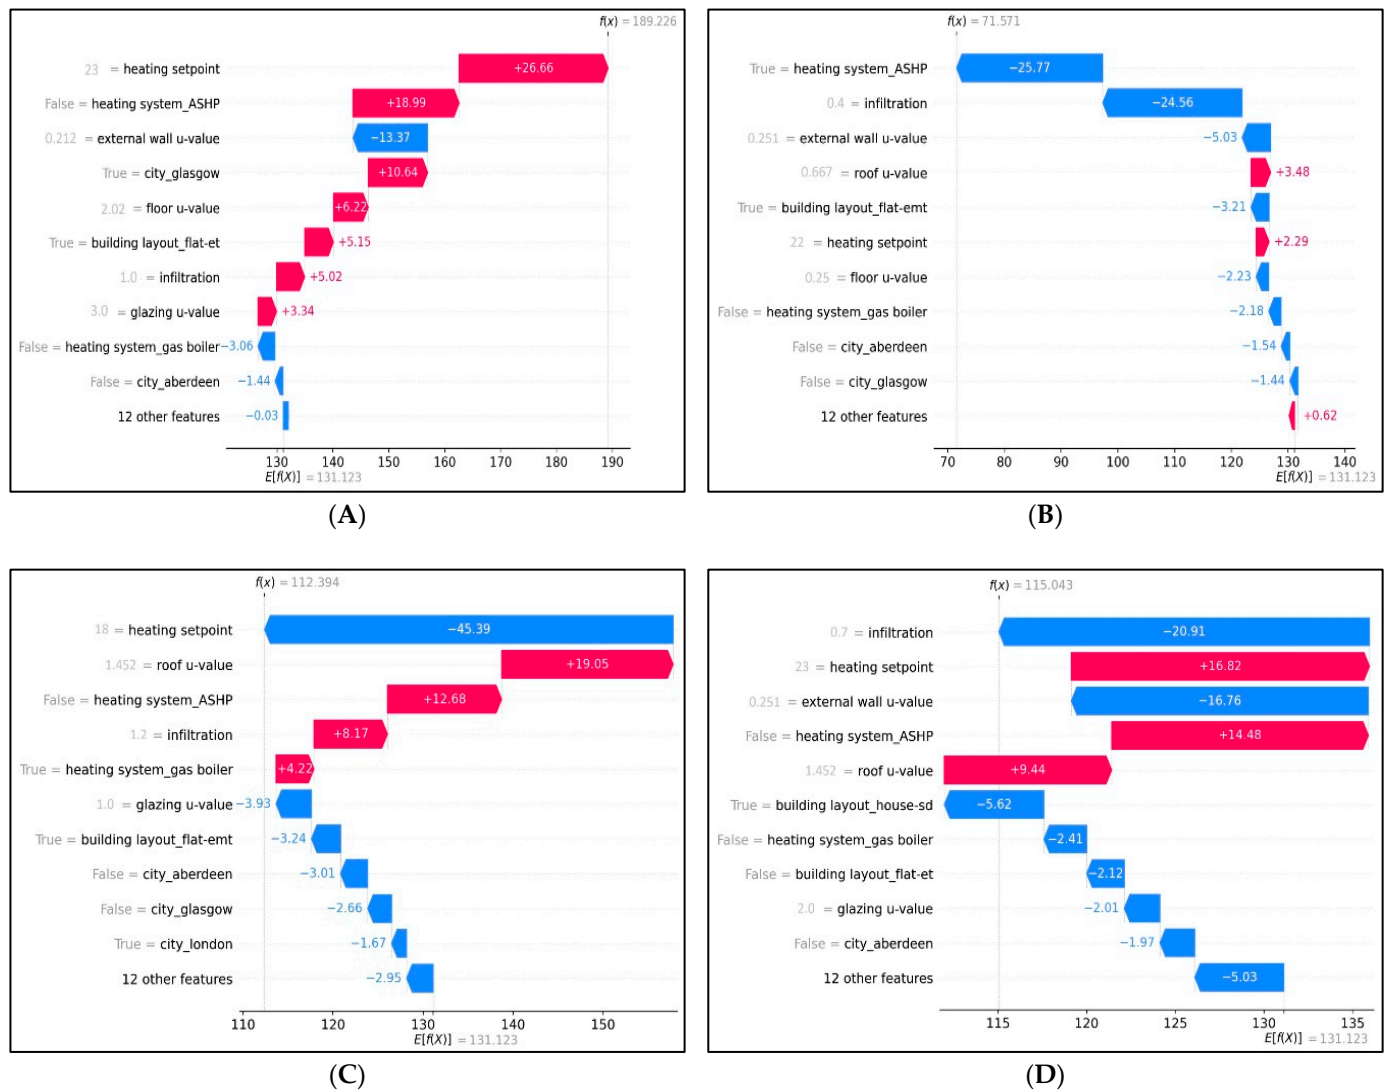 f(x) = 189.226
23 = heating setpoint +26.66
False = heating system_ASHP +18.99
0.212 = external wall u-value −13.37
True = city_glasgow +10.64
2.02 = floor u-value +6.22
True = building layout_flat-et +5.15
1.0 = infiltration +5.02
3.0 = glazing u-value +3.34
False = heating system_gas boiler −3.06
False = city_aberdeen −1.44
12 other features −0.03
130 140 150 160 170 180 190
E[f(X)] = 131.123
(A)
f(x) = 71.571
True = heating system_ASHP −25.77
0.4 = infiltration −24.56
0.251 = external wall u-value −5.03
0.667 = roof u-value +3.48
True = building layout_flat-emt −3.21
22 = heating setpoint +2.29
0.25 = floor u-value −2.23
False = heating system_gas boiler −2.18
False = city_aberdeen −1.54
False = city_glasgow −1.44
12 other features +0.62
70 80 90 100 110 120 130 140
E[f(X)] = 131.123
(B)
f(x) = 112.394
18 = heating setpoint −45.39
1.452 = roof u-value +19.05
False = heating system_ASHP +12.68
1.2 = infiltration +8.17
True = heating system_gas boiler +4.22
1.0 = glazing u-value −3.93
True = building layout_flat-emt −3.24
False = city_aberdeen −3.01
False = city_glasgow −2.66
True = city_london −1.67
12 other features −2.95
110 120 130 140 150
E[f(X)] = 131.123
(C)
f(x) = 115.043
0.7 = infiltration −20.91
23 = heating setpoint +16.82
0.251 = external wall u-value −16.76
False = heating system_ASHP +14.48
1.452 = roof u-value +9.44
True = building layout_house-sd −5.62
False = heating system_gas boiler −2.41
False = building layout_flat-et −2.12
2.0 = glazing u-value −2.01
False = city_aberdeen −1.97
12 other features −5.03
115 120 125 130 135
E[f(X)] = 131.123
(D)